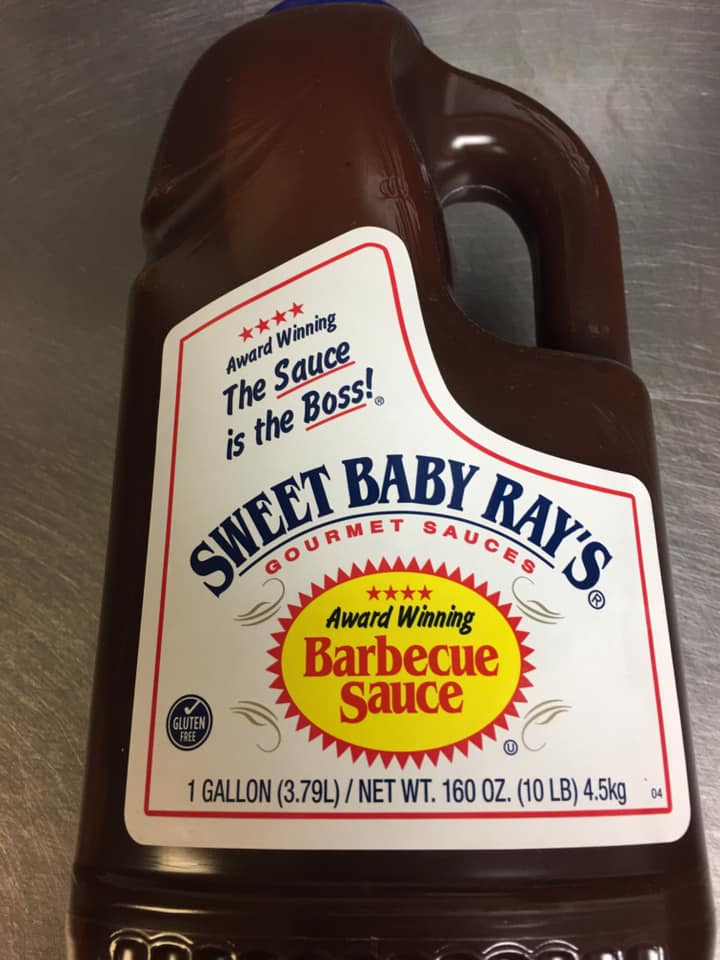 ★★★★
Award Winning
The Sauce
is the Boss!®
SWEET BABY RAY'S®
GOURMET SAUCES
★★★★
Award Winning
Barbecue
Sauce
GLUTEN
FREE
Ⓤ
1 GALLON (3.79L) / NET WT. 160 OZ. (10 LB) 4.5kg
04